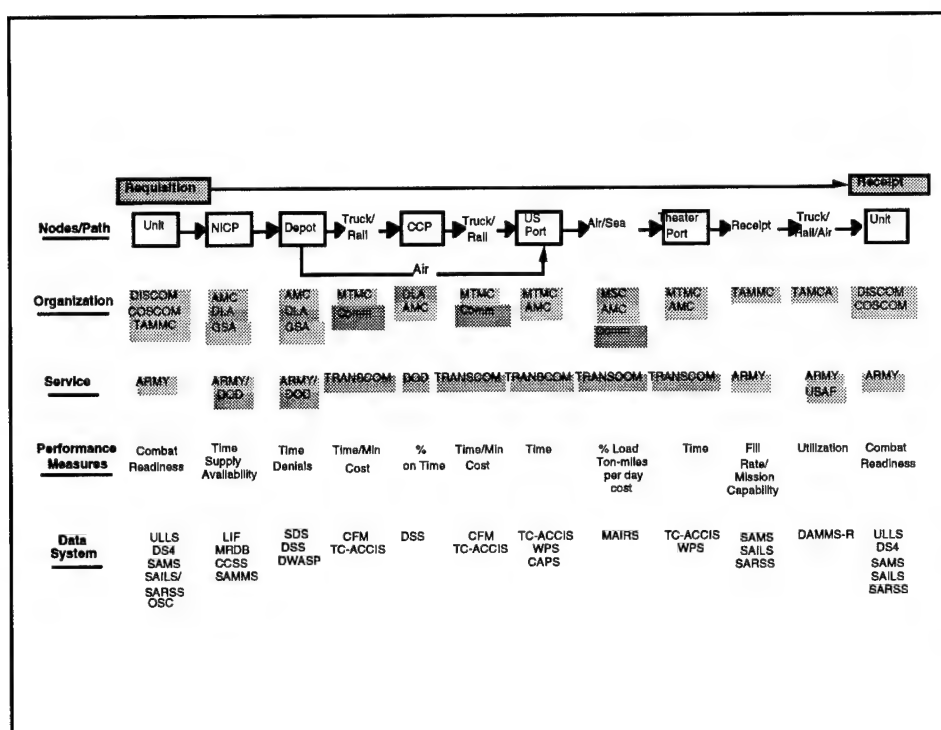 Requisition
Receipt
Nodes/Path
Unit
NICP
Depot
Truck/
Rail
CCP
Truck/
Rail
US
Port
Air/Sea
Theater
Port
Receipt
Truck/
Rail/Air
Unit
Air
Organization
DISCOM
COSCOM
TAMMC
AMC
DLA
GSA
AMC
DLA
GSA
MTMC
Comm
DLA
AMC
MTMC
Comm
MTMC
AMC
MSC
AMC
Comm
MTMC
AMC
TAMMC
TAMCA
DISCOM
COSCOM
Service
ARMY
ARMY/
DOD
ARMY/
DOD
TRANSCOM
DOD
TRANSCOM
TRANSCOM
TRANSCOM
TRANSCOM
ARMY
ARMY
USAF
ARMY
Performance
Measures
Combat
Readiness
Time
Supply
Availability
Time
Denials
Time/Min
Cost
%
on Time
Time/Min
Cost
Time
% Load
Ton-miles
per day
cost
Time
Fill
Rate/
Mission
Capability
Utilization
Combat
Readiness
Data
System
ULLS
DS4
SAMS
SAILS/
SARSS
OSC
LIF
MRDB
CCSS
SAMMS
SDS
DSS
DWASP
CFM
TC-ACCIS
DSS
CFM
TC-ACCIS
TC-ACCIS
WPS
CAPS
MAIRS
TC-ACCIS
WPS
SAMS
SAILS
SARSS
DAMMS-R
ULLS
DS4
SAMS
SAILS
SARSS